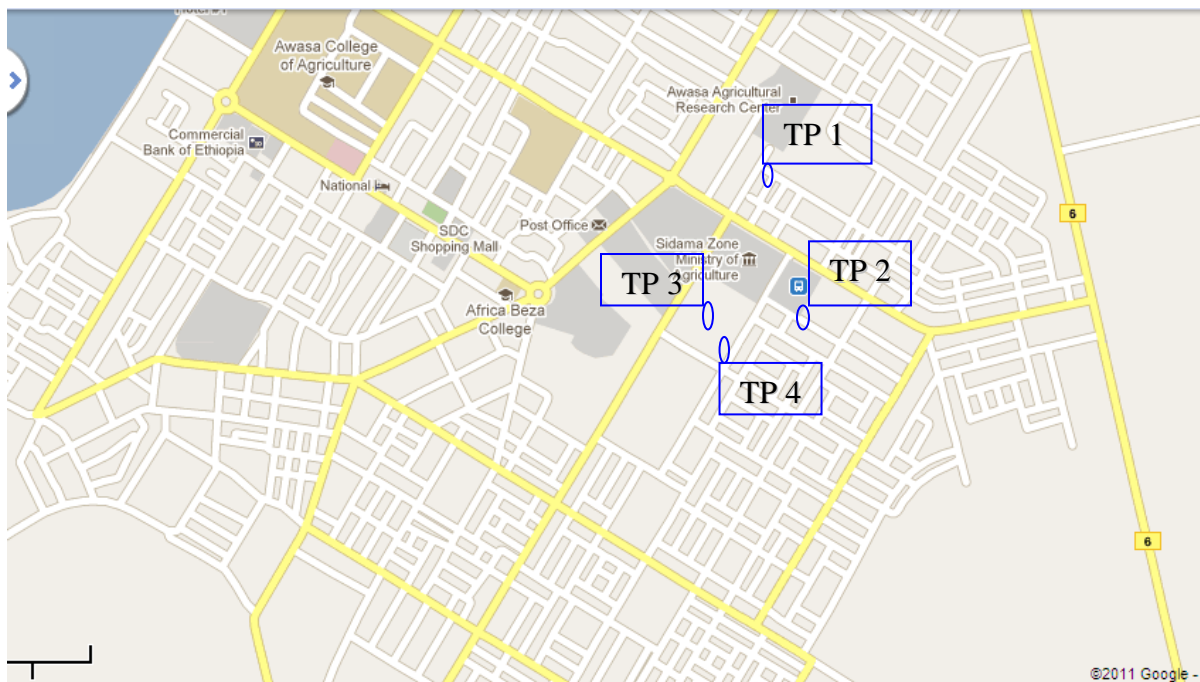 Hotel #1
Awasa College
of Agriculture
Awasa Agricultural
Research Center
TP 1
Commercial
Bank of Ethiopia
National
6
Post Office
SDC
Shopping Mall
Sidama Zone
Ministry of
Agriculture
TP 3
TP 2
Africa Beza
College
TP 4
6
©2011 Google -